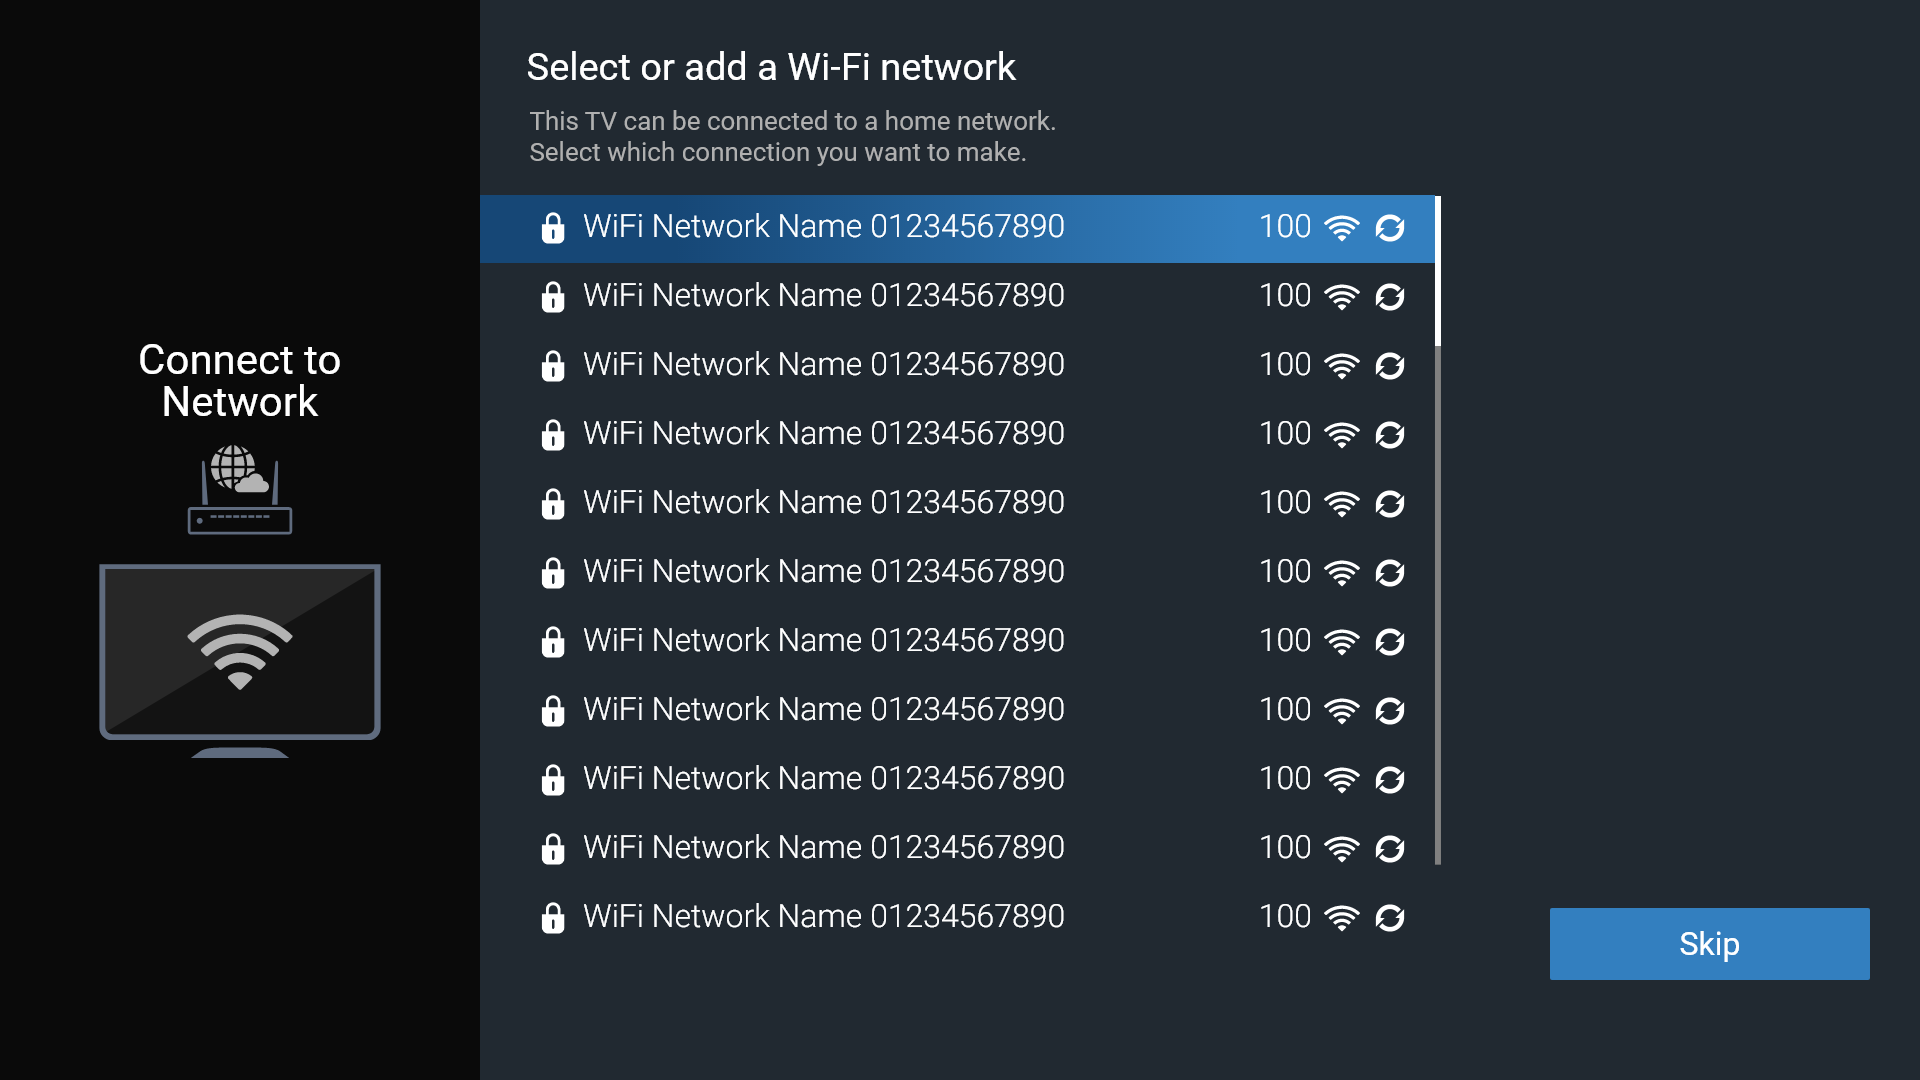 Select or add a Wi-Fi network
This TV can be connected to a home network.
Select which connection you want to make.
Connect to
Network
WiFi Network Name 01234567890 100
WiFi Network Name 01234567890 100
WiFi Network Name 01234567890 100
WiFi Network Name 01234567890 100
WiFi Network Name 01234567890 100
WiFi Network Name 01234567890 100
WiFi Network Name 01234567890 100
WiFi Network Name 01234567890 100
WiFi Network Name 01234567890 100
WiFi Network Name 01234567890 100
WiFi Network Name 01234567890 100
Skip